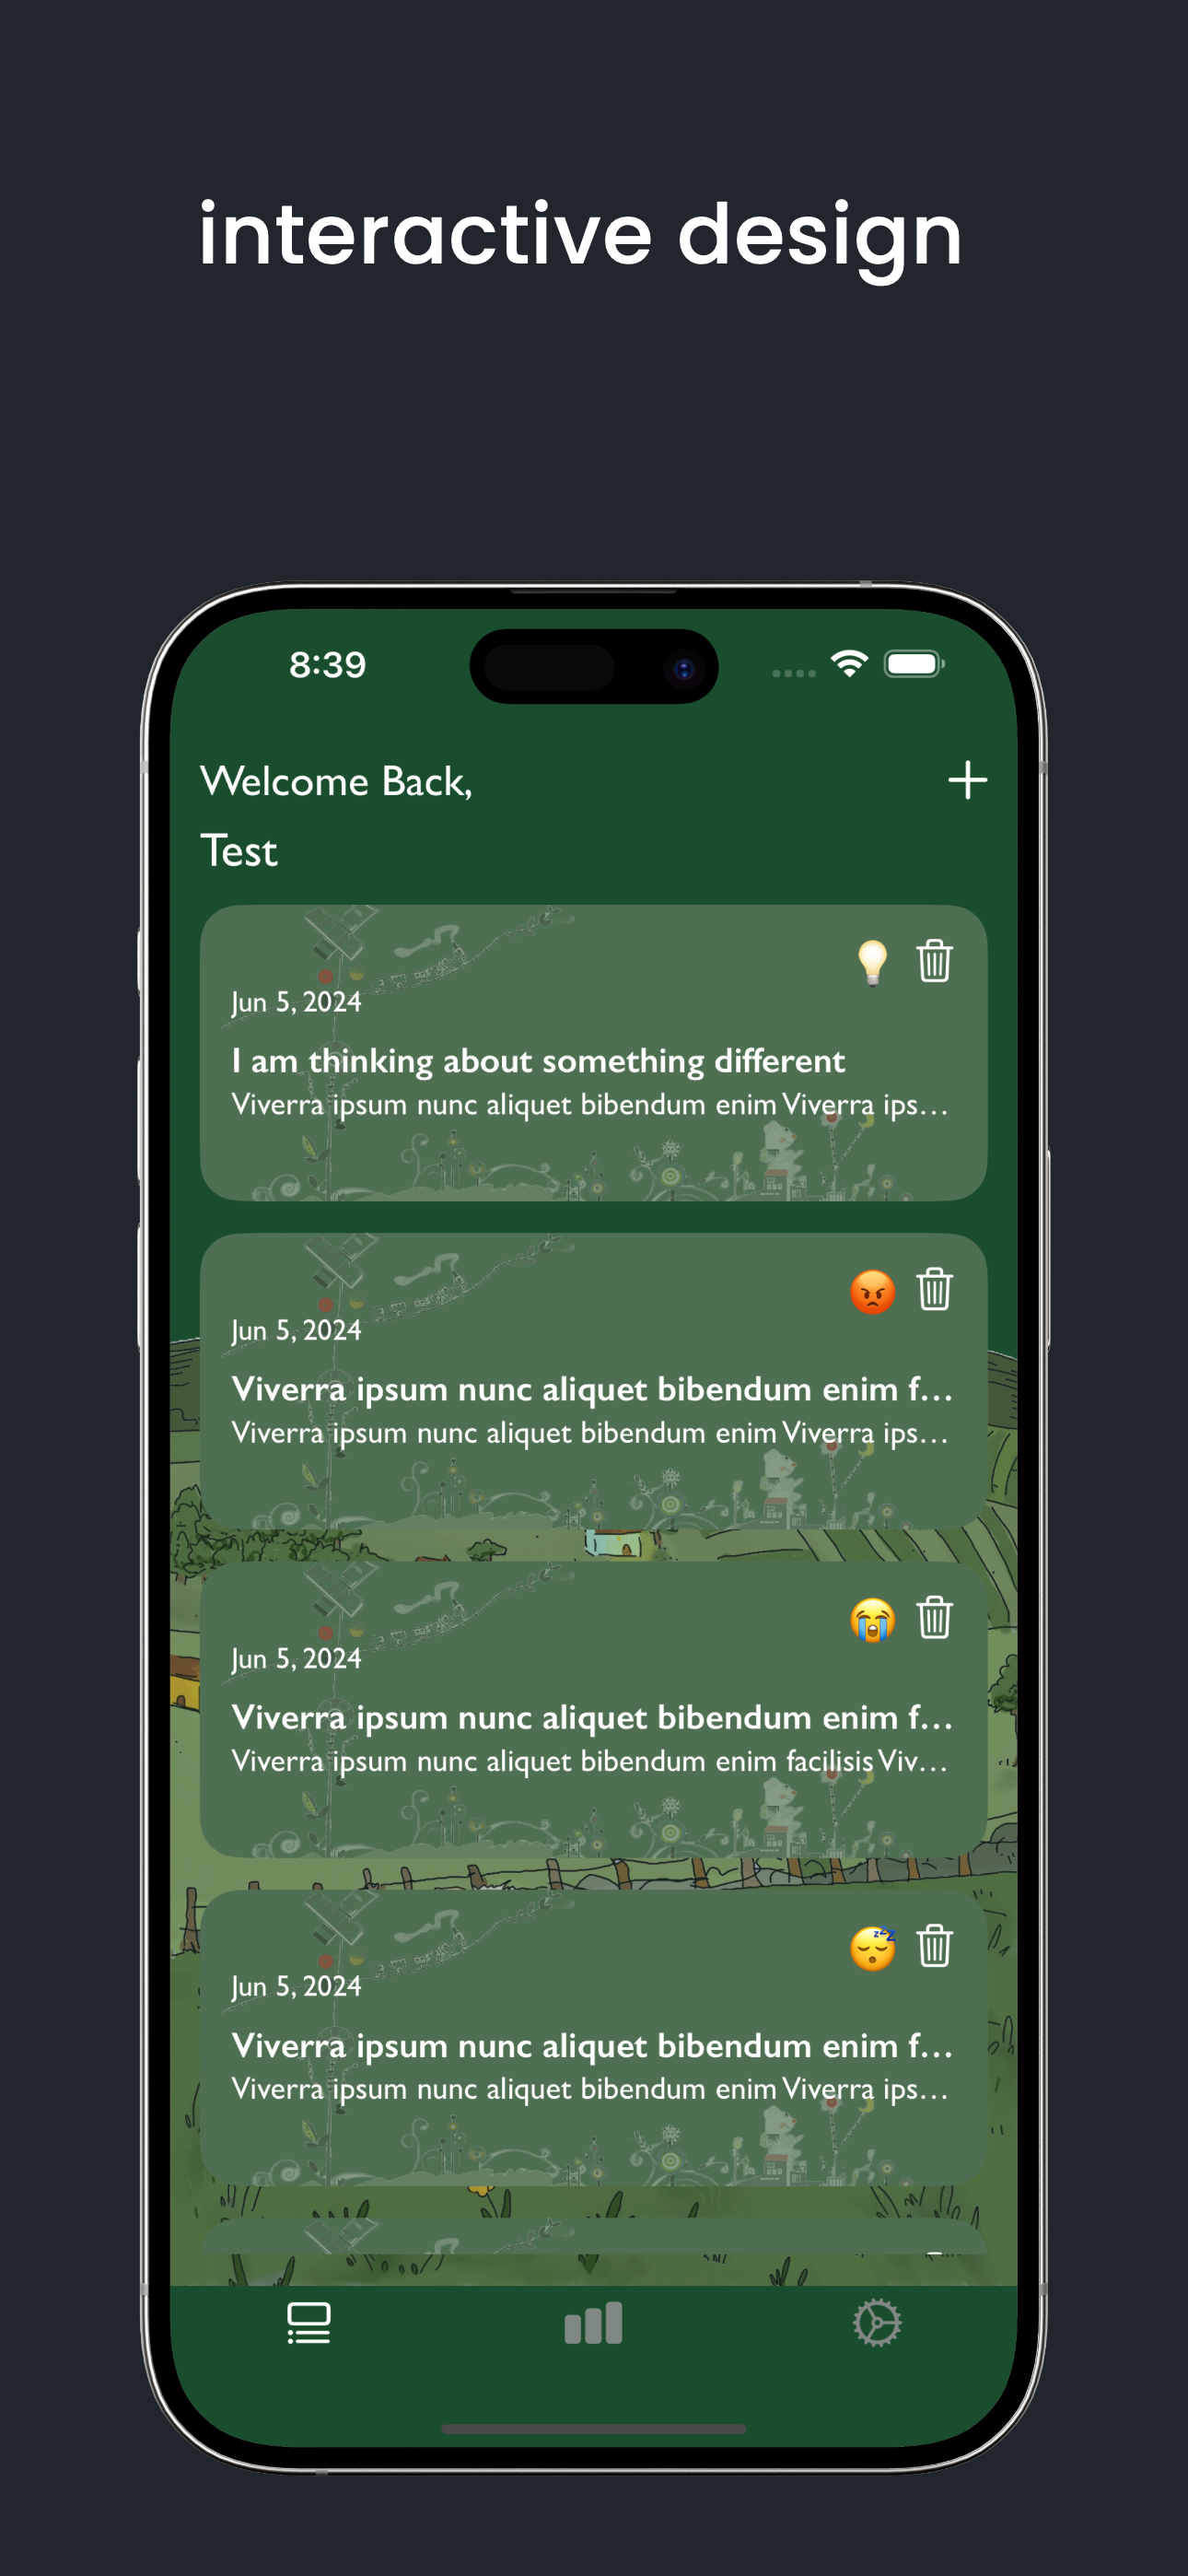 interactive design
8:39
Welcome Back,
Test
Jun 5, 2024
I am thinking about something different
Viverra ipsum nunc aliquet bibendum enim Viverra ips...
Jun 5, 2024
Viverra ipsum nunc aliquet bibendum enim f...
Viverra ipsum nunc aliquet bibendum enim Viverra ips...
Jun 5, 2024
Viverra ipsum nunc aliquet bibendum enim f...
Viverra ipsum nunc aliquet bibendum enim facilisis Viv...
Jun 5, 2024
Viverra ipsum nunc aliquet bibendum enim f...
Viverra ipsum nunc aliquet bibendum enim Viverra ips...